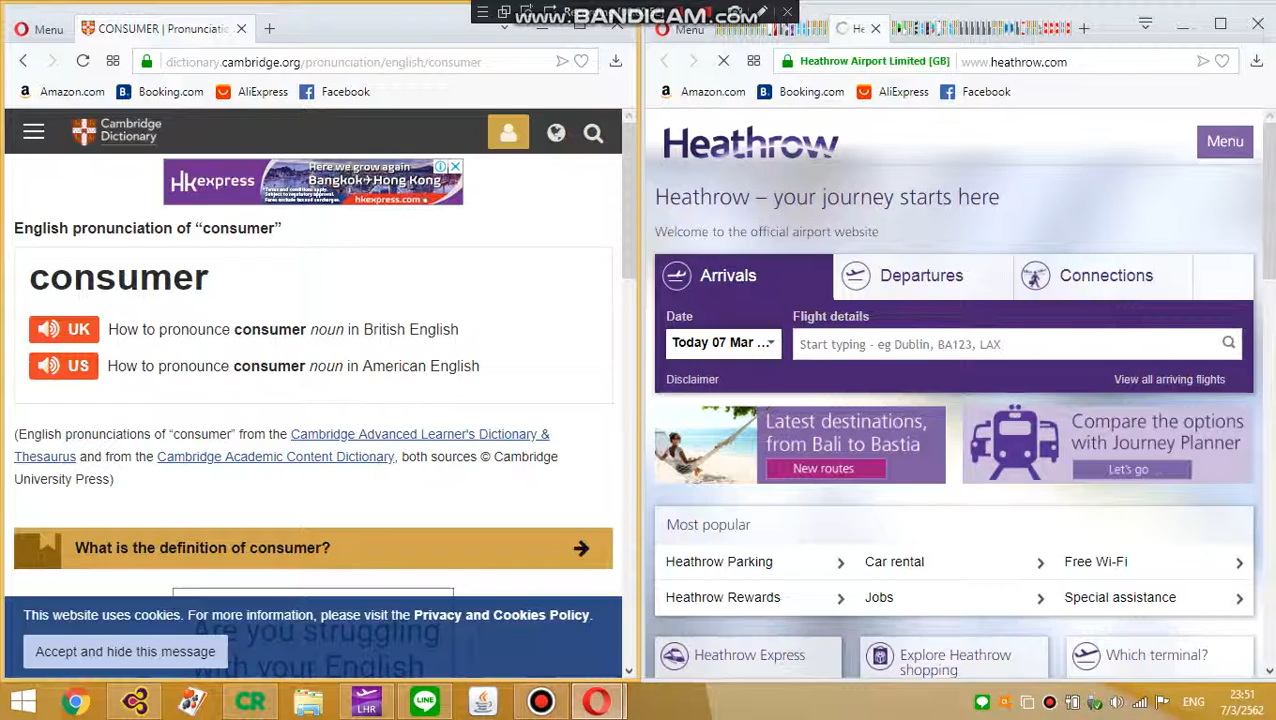 www.BANDICAM.com
Menu
CONSUMER | Pronunciatio
dictionary.cambridge.org/pronunciation/english/consumer
Amazon.com
Booking.com
AliExpress
Facebook
Cambridge
Dictionary
HKexpress
Here we grow again
Bangkok Hong Kong
hkexpress.com
English pronunciation of “consumer”
consumer
UK How to pronounce consumer noun in British English
US How to pronounce consumer noun in American English
(English pronunciations of “consumer” from the Cambridge Advanced Learner's Dictionary &
Thesaurus and from the Cambridge Academic Content Dictionary, both sources © Cambridge
University Press)
What is the definition of consumer?
Are you struggling
with your English
This website uses cookies. For more information, please visit the Privacy and Cookies Policy.
Accept and hide this message
Menu
He
Heathrow Airport Limited [GB]
www.heathrow.com
Amazon.com
Booking.com
AliExpress
Facebook
Heathrow
Menu
Heathrow – your journey starts here
Welcome to the official airport website
Arrivals
Departures
Connections
Date
Flight details
Today 07 Mar ...
Start typing - eg Dublin, BA123, LAX
Disclaimer
View all arriving flights
Latest destinations,
from Bali to Bastia
New routes
Compare the options
with Journey Planner
Let's go
Most popular
Heathrow Parking
Car rental
Free Wi-Fi
Heathrow Rewards
Jobs
Special assistance
Heathrow Express
Explore Heathrow
shopping
Which terminal?
CR
LHR
LINE
ENG
23:51
7/3/2562